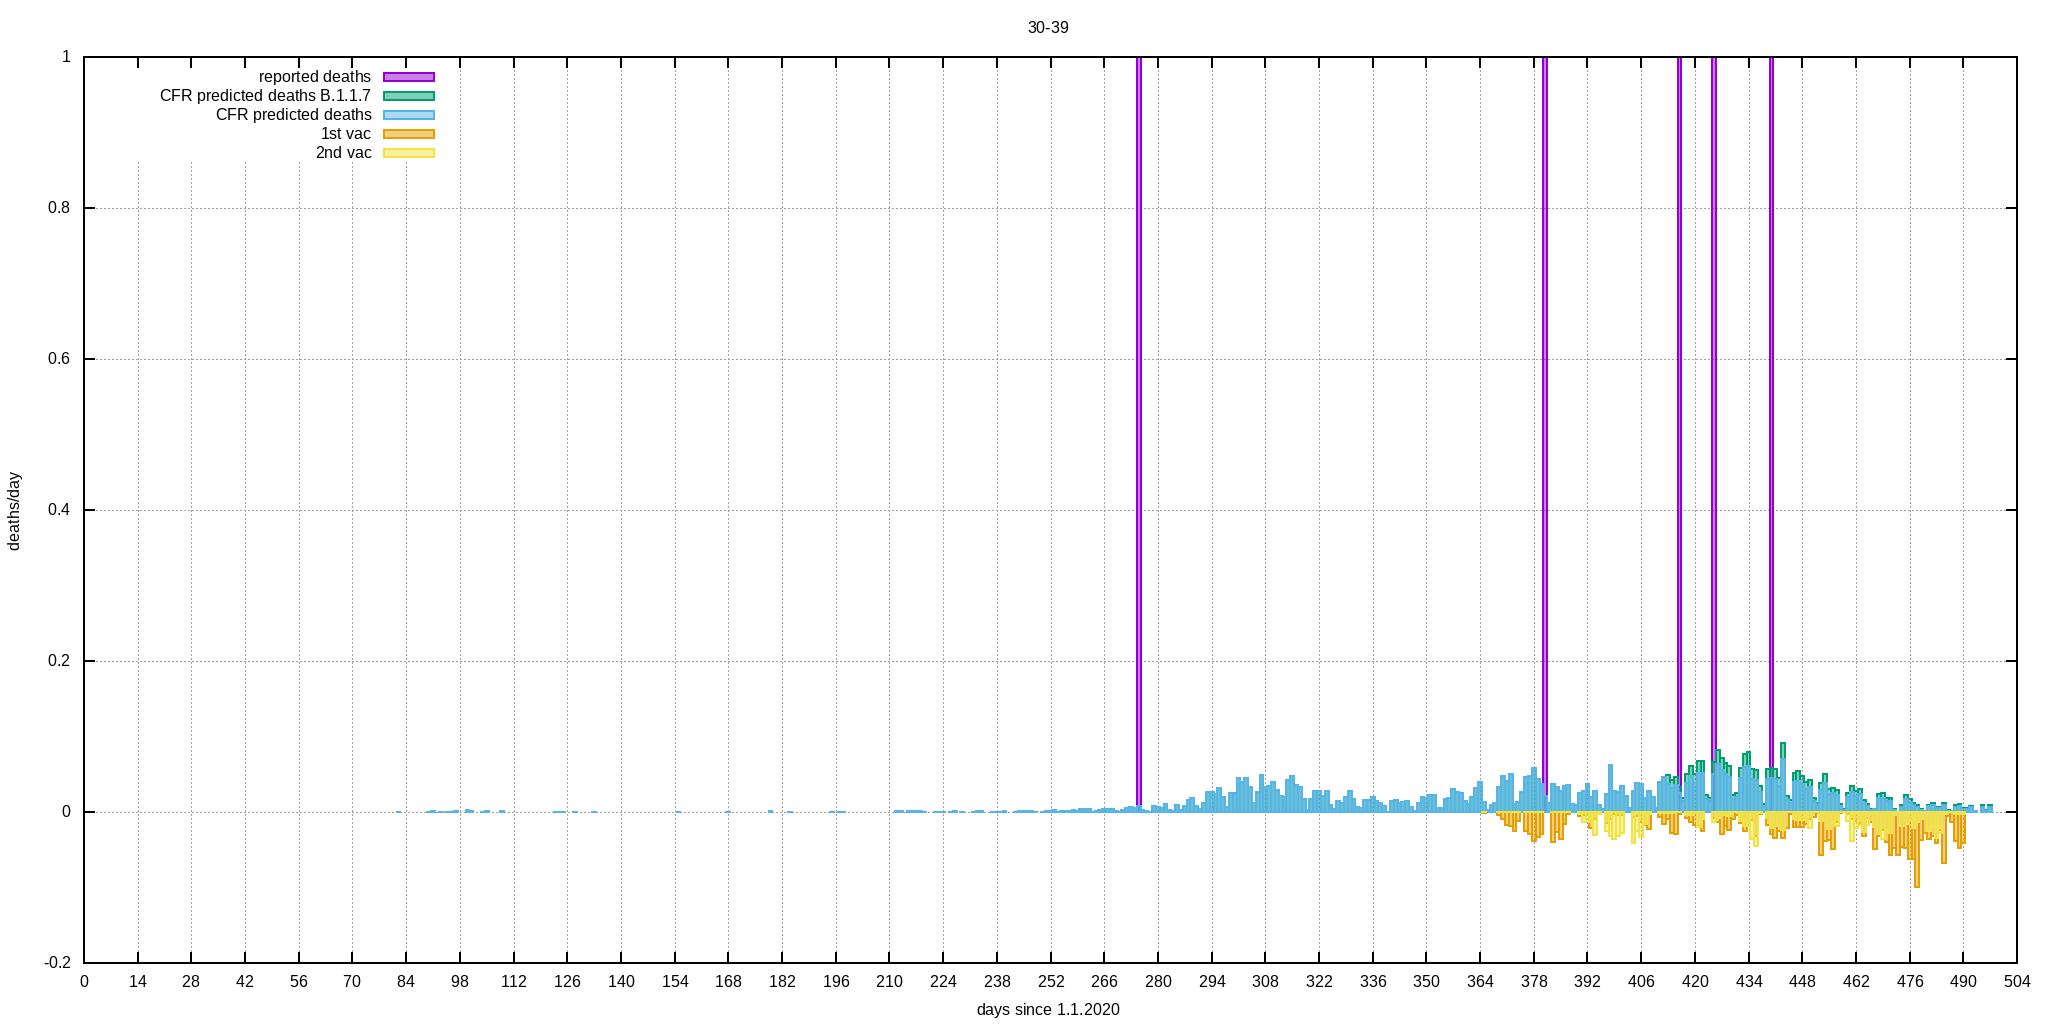 30-39
reported deaths
CFR predicted deaths B.1.1.7
CFR predicted deaths
1st vac
2nd vac
1
0.8
0.6
0.4
0.2
0
-0.2
deaths/day
0 14 28 42 56 70 84 98 112 126 140 154 168 182 196 210 224 238 252 266 280 294 308 322 336 350 364 378 392 406 420 434 448 462 476 490 504
days since 1.1.2020